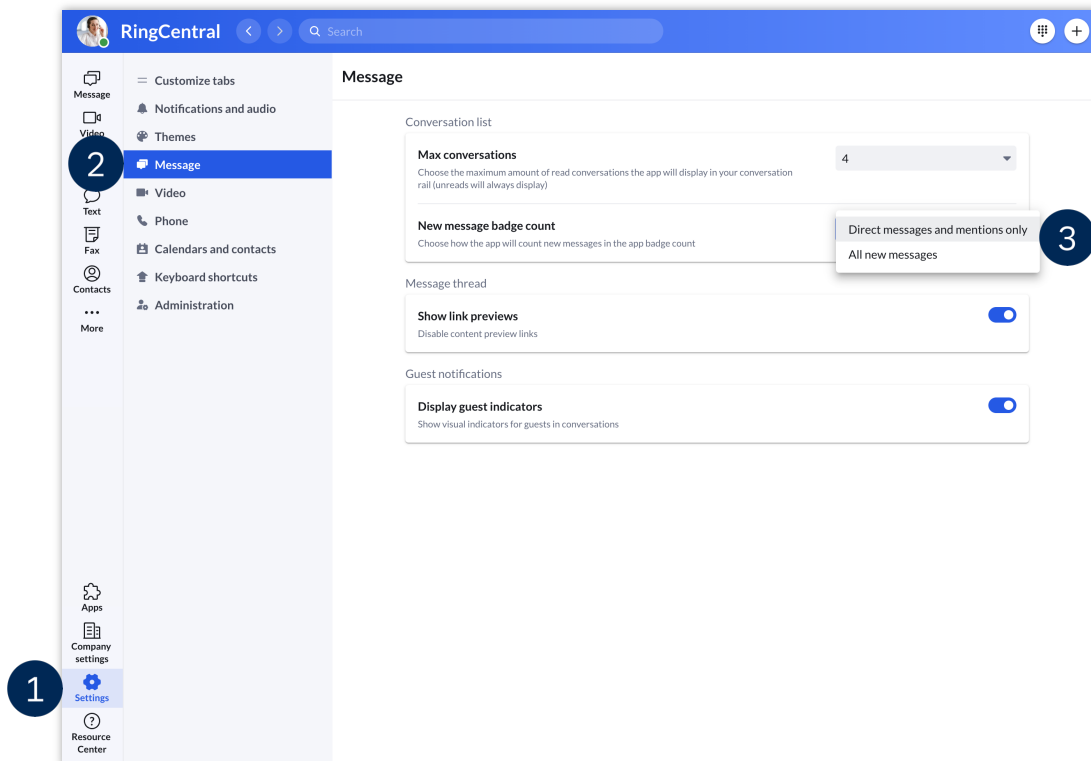 RingCentral
Search
Message
Video
2
Text
Fax
Contacts
More
Apps
Company
settings
1
Settings
Resource
Center
Customize tabs
Notifications and audio
Themes
Message
Video
Phone
Calendars and contacts
Keyboard shortcuts
Administration
Message
Conversation list
Max conversations
Choose the maximum amount of read conversations the app will display in your conversation
rail (unreads will always display)
4
New message badge count
Choose how the app will count new messages in the app badge count
Direct messages and mentions only
All new messages
3
Message thread
Show link previews
Disable content preview links
Guest notifications
Display guest indicators
Show visual indicators for guests in conversations